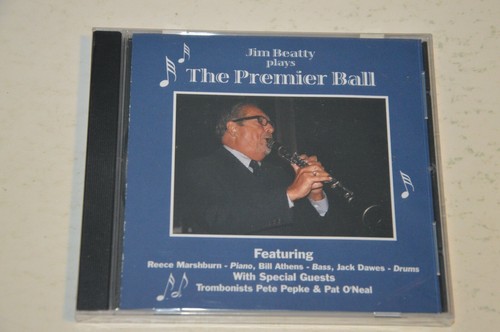 Jim Beatty
plays
The Premier Ball
Featuring
Reece Marshburn - Piano, Bill Athens - Bass, Jack Dawes - Drums
With Special Guests
Trombonists Pete Pepke & Pat O'Neal